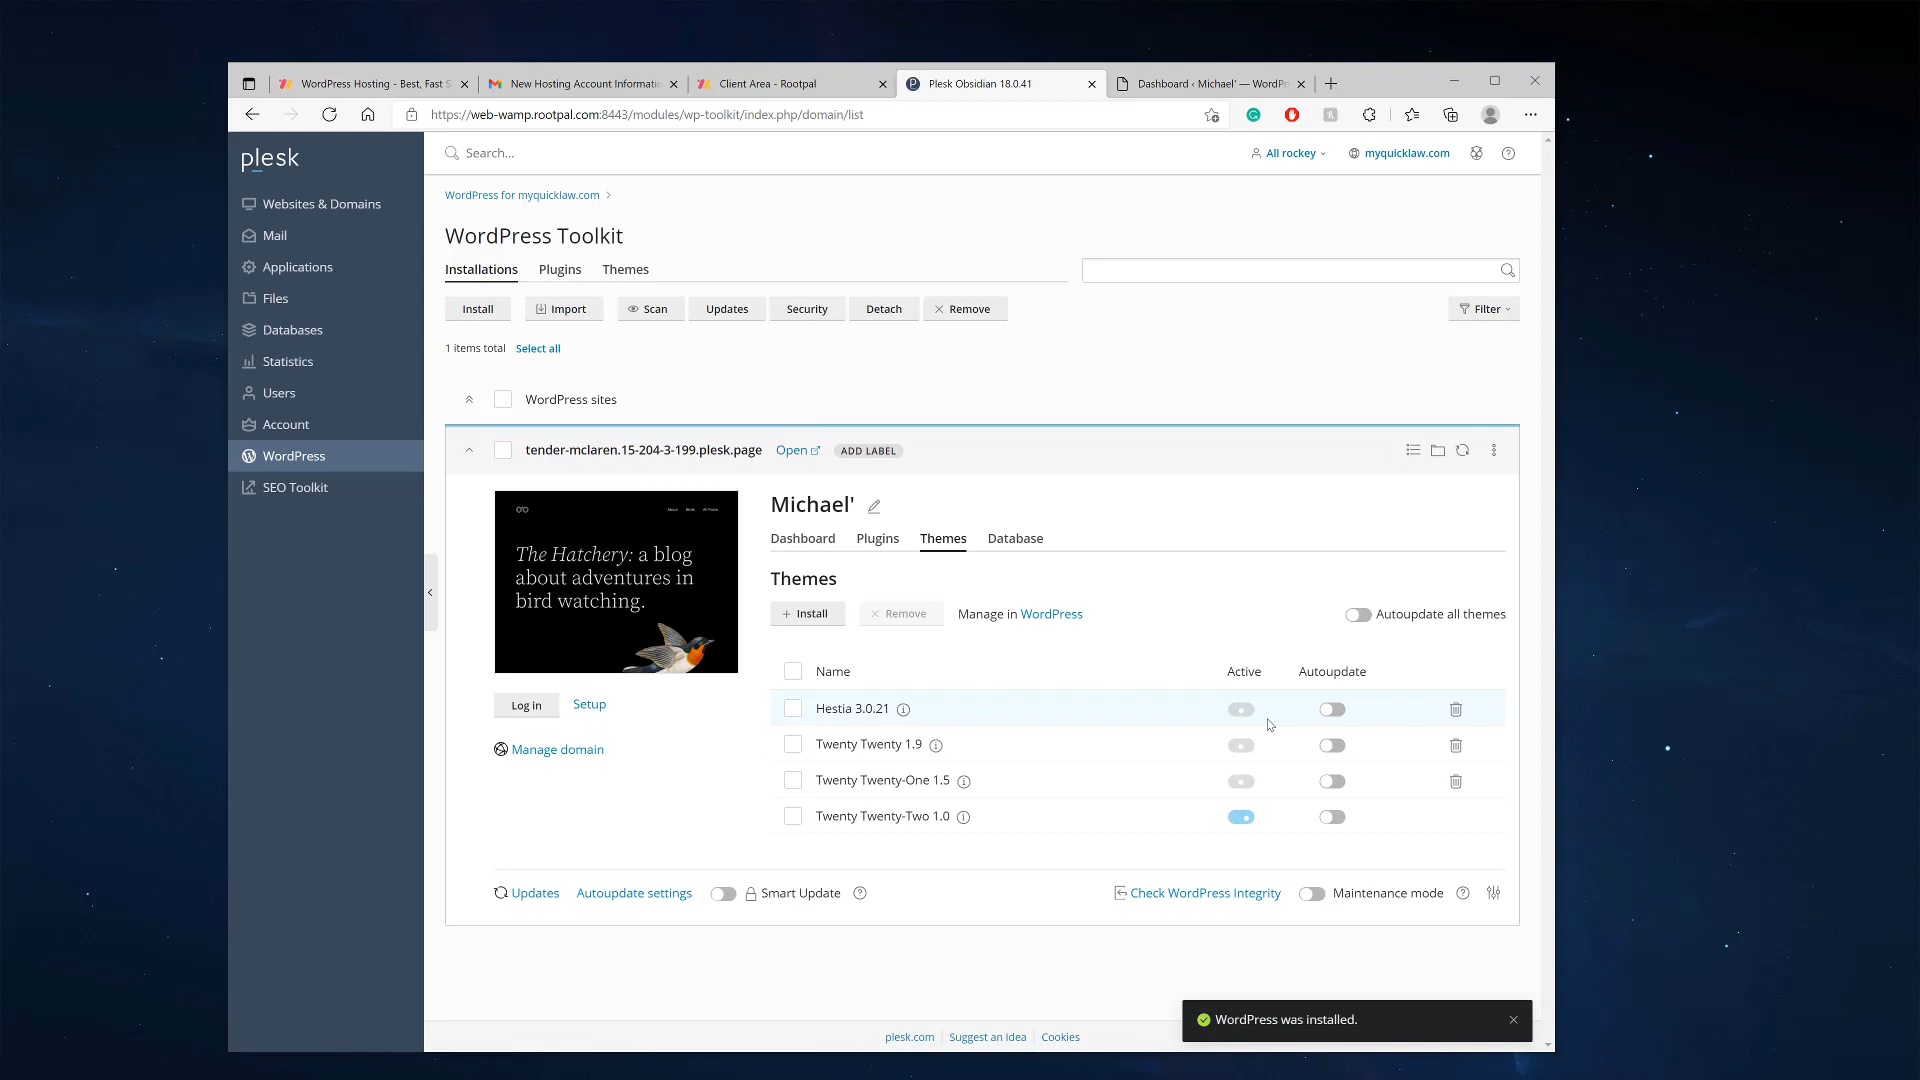 WordPress Hosting - Best, Fast S
New Hosting Account Informatio
Client Area - Rootpal
Plesk Obsidian 18.0.41
Dashboard ‹ Michael' — WordPr
https://web-wamp.rootpal.com:8443/modules/wp-toolkit/index.php/domain/list
plesk
Search...
All rockey
myquicklaw.com
Websites & Domains
Mail
Applications
Files
Databases
Statistics
Users
Account
WordPress
SEO Toolkit
WordPress for myquicklaw.com
WordPress Toolkit
Installations
Plugins
Themes
Install
Import
Scan
Updates
Security
Detach
Remove
Filter
1 items total
Select all
WordPress sites
tender-mclaren.15-204-3-199.plesk.page
Open
ADD LABEL
About
Birds
All Posts
The Hatchery: a blog
about adventures in
bird watching.
Log in
Setup
Manage domain
Michael'
Dashboard
Plugins
Themes
Database
Themes
+ Install
Remove
Manage in WordPress
Autoupdate all themes
Name
Active
Autoupdate
Hestia 3.0.21
Twenty Twenty 1.9
Twenty Twenty-One 1.5
Twenty Twenty-Two 1.0
Updates
Autoupdate settings
Smart Update
Check WordPress Integrity
Maintenance mode
WordPress was installed.
plesk.com
Suggest an Idea
Cookies